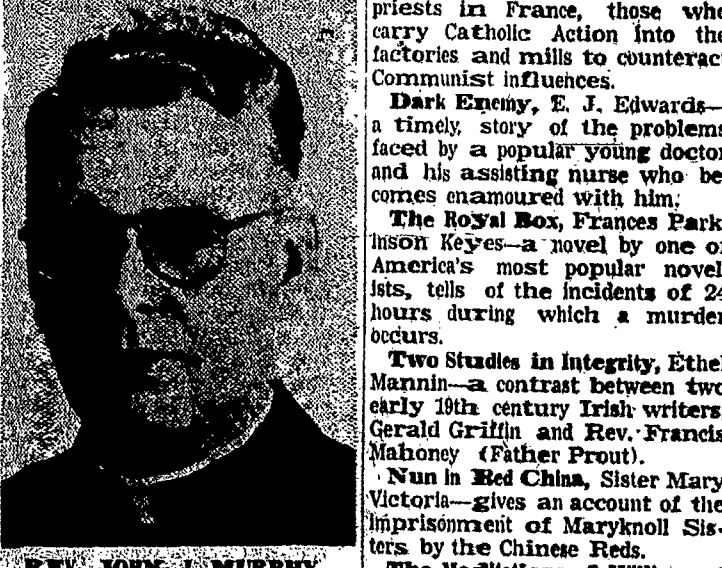 REV. JOHN J. MURPHY
priests in France, those who
carry Catholic Action into the
factories and mills to counterac
Communist influences.
Dark Enemy, E. J. Edwards—
a timely, story of the problems
faced by a popular young doctor
and his assisting nurse who be
comes enamoured with him.
The Royal Box, Frances Park
inson Keyes—a novel by one of
America's most popular novel
ists, tells of the incidents of 24
hours during which a murder
occurs.
Two Studies in Integrity, Ethel
Mannin—a contrast between two
early 19th century Irish writers
Gerald Griffin and Rev. Francis
Mahoney (Father Prout).
Nun in Red China, Sister Mary
Victoria—gives an account of the
imprisonment of Maryknoll Sis-
ters by the Chinese Reds.